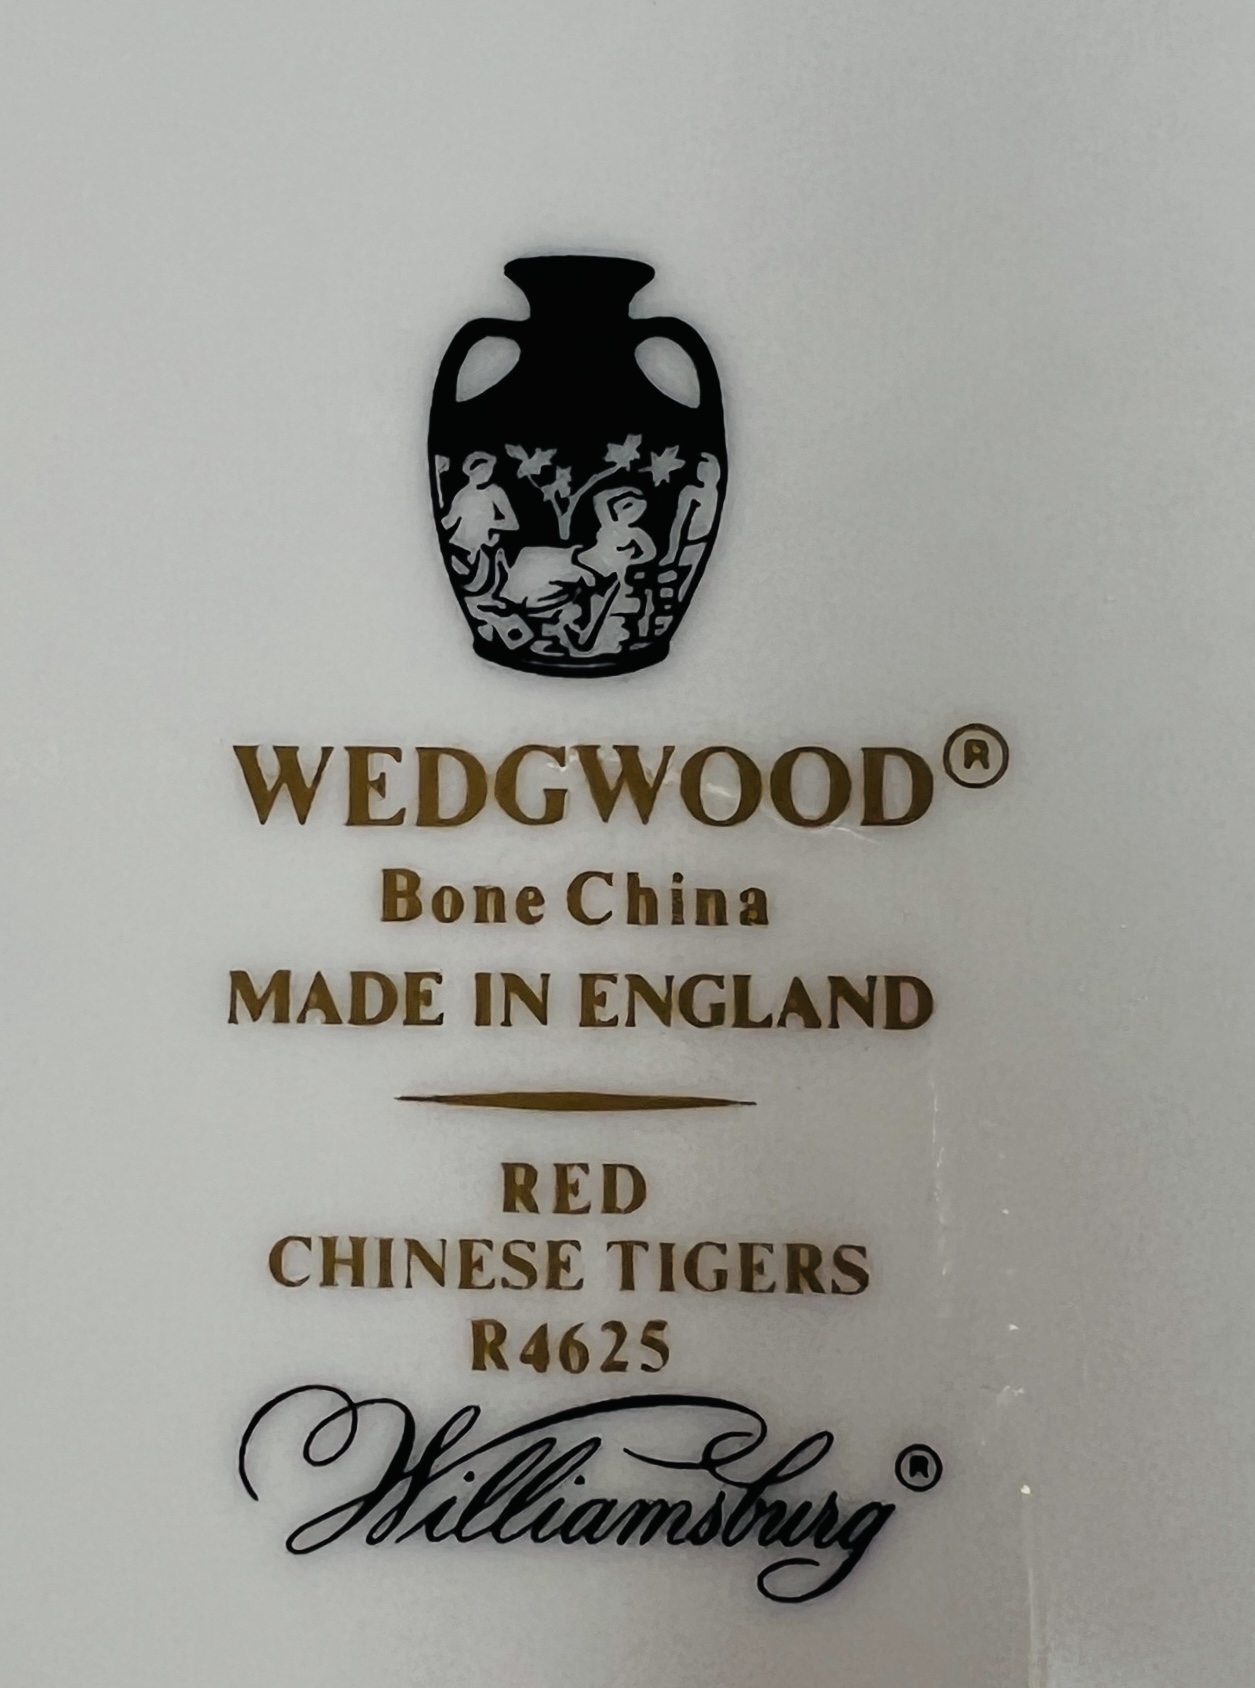 WEDGWOOD®
Bone China
MADE IN ENGLAND
RED
CHINESE TIGERS
R4625
Williamsburg®